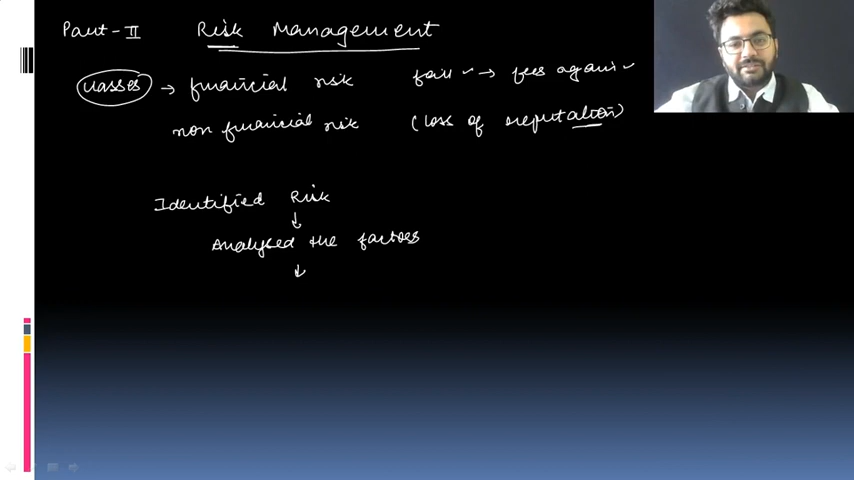 Part-II Risk Management
classes → financial risk fail ✓ → fees again ✓
non financial risk (loss of reputation)
Identified Risk
↓
Analysed the factors
↓